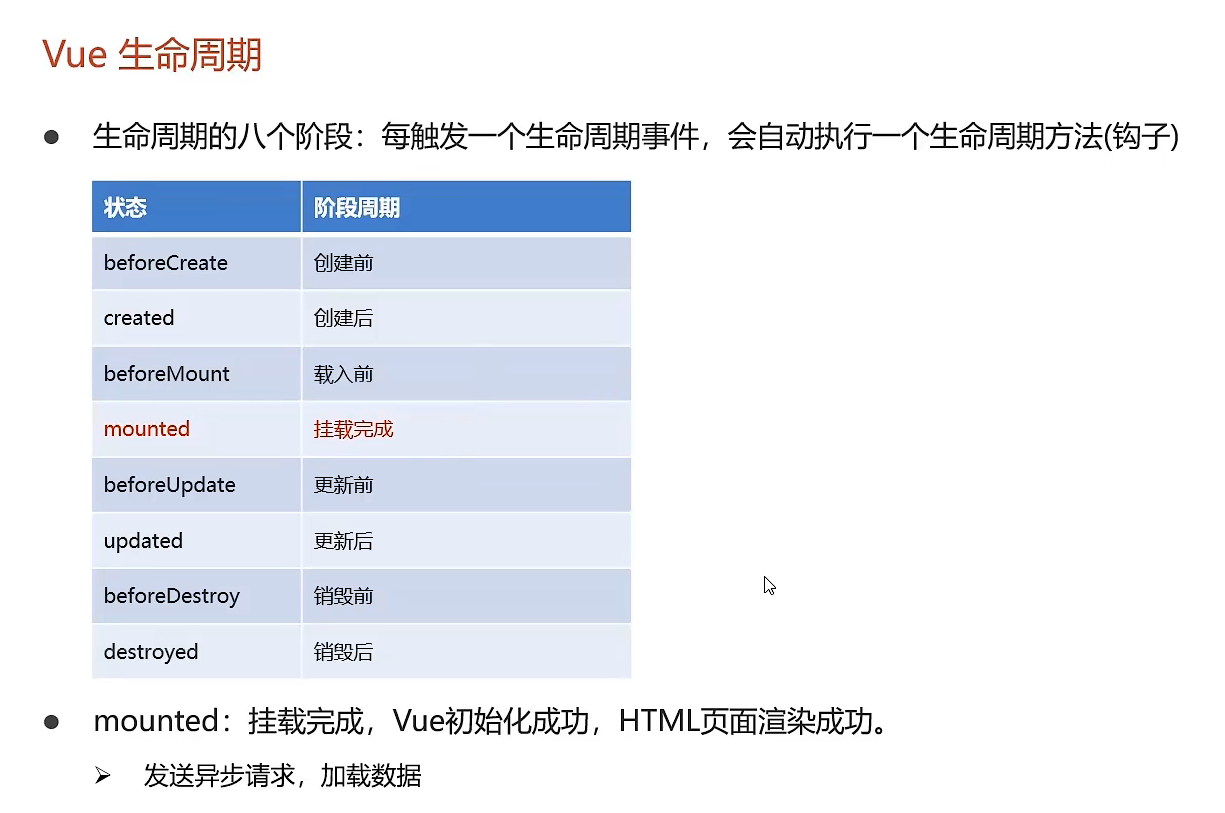 Vue 生命周期
● 生命周期的八个阶段：每触发一个生命周期事件，会自动执行一个生命周期方法(钩子)
状态 阶段周期
beforeCreate 创建前
created 创建后
beforeMount 载入前
mounted 挂载完成
beforeUpdate 更新前
updated 更新后
beforeDestroy 销毁前
destroyed 销毁后
● mounted：挂载完成，Vue初始化成功，HTML页面渲染成功。
➢ 发送异步请求，加载数据